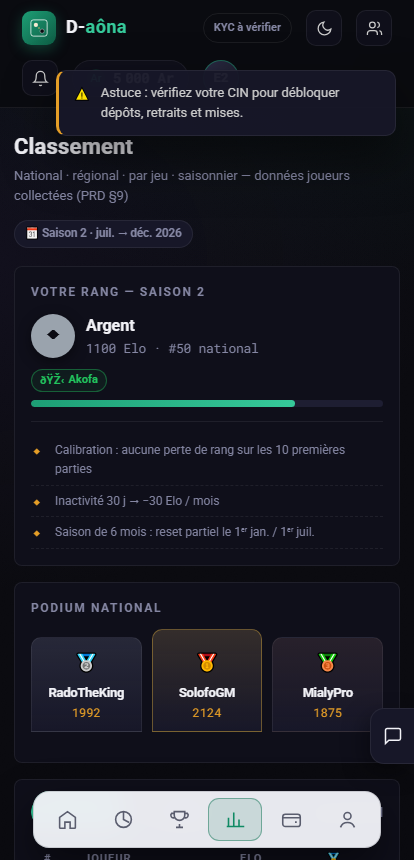 D-aôna
KYC à vérifier
5 000 Ar
E2
Astuce : vérifiez votre CIN pour débloquer
dépôts, retraits et mises.
Classement
National · régional · par jeu · saisonnier — données joueurs
collectées (PRD §9)
Saison 2 · juil. → déc. 2026
VOTRE RANG — SAISON 2
Argent
1100 Elo · #50 national
ðŸŽ‹ Akofa
Calibration : aucune perte de rang sur les 10 premières
parties
Inactivité 30 j → −30 Elo / mois
Saison de 6 mois : reset partiel le 1ᵉʳ jan. / 1ᵉʳ juil.
PODIUM NATIONAL
RadoTheKing
1992
SolofoGM
2124
MialyPro
1875
# JOUEUR ELO